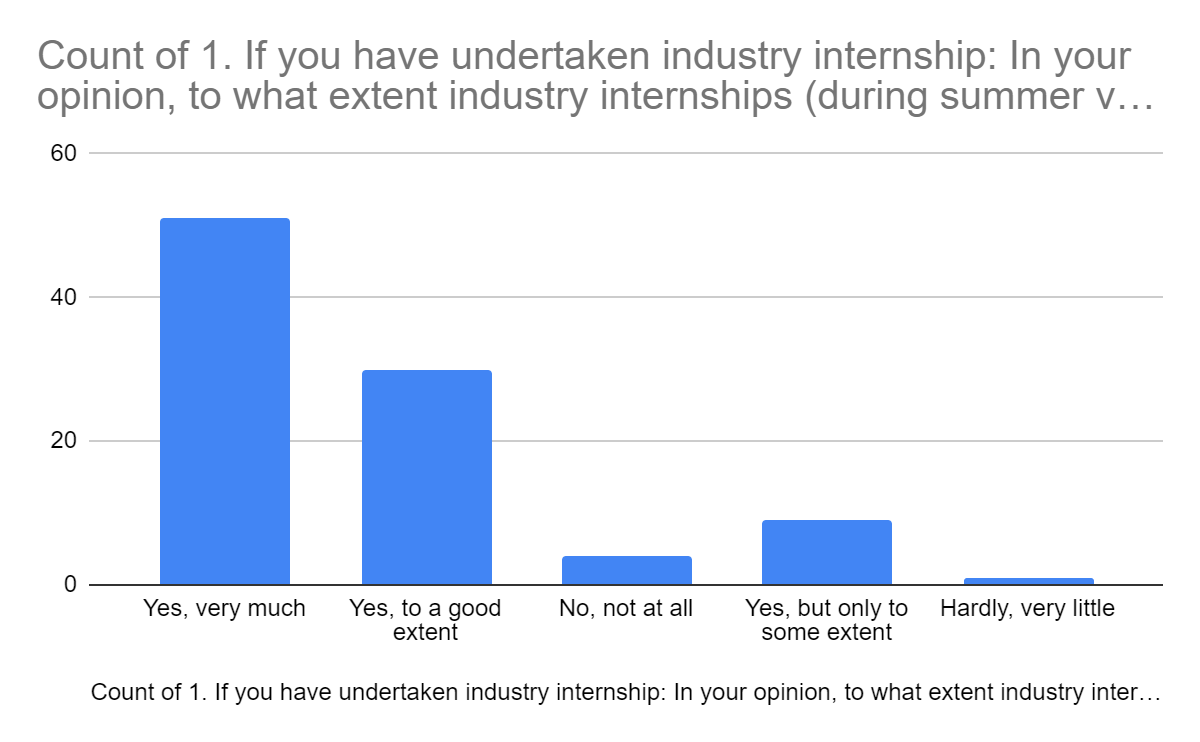 Count of 1. If you have undertaken industry internship: In your
opinion, to what extent industry internships (during summer v…
60
40
20
0
Yes, very much
Yes, to a good
extent
No, not at all
Yes, but only to
some extent
Hardly, very little
Count of 1. If you have undertaken industry internship: In your opinion, to what extent industry inter…